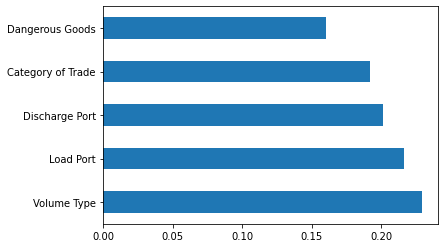 Dangerous Goods
Category of Trade
Discharge Port
Load Port
Volume Type
0.00 0.05 0.10 0.15 0.20